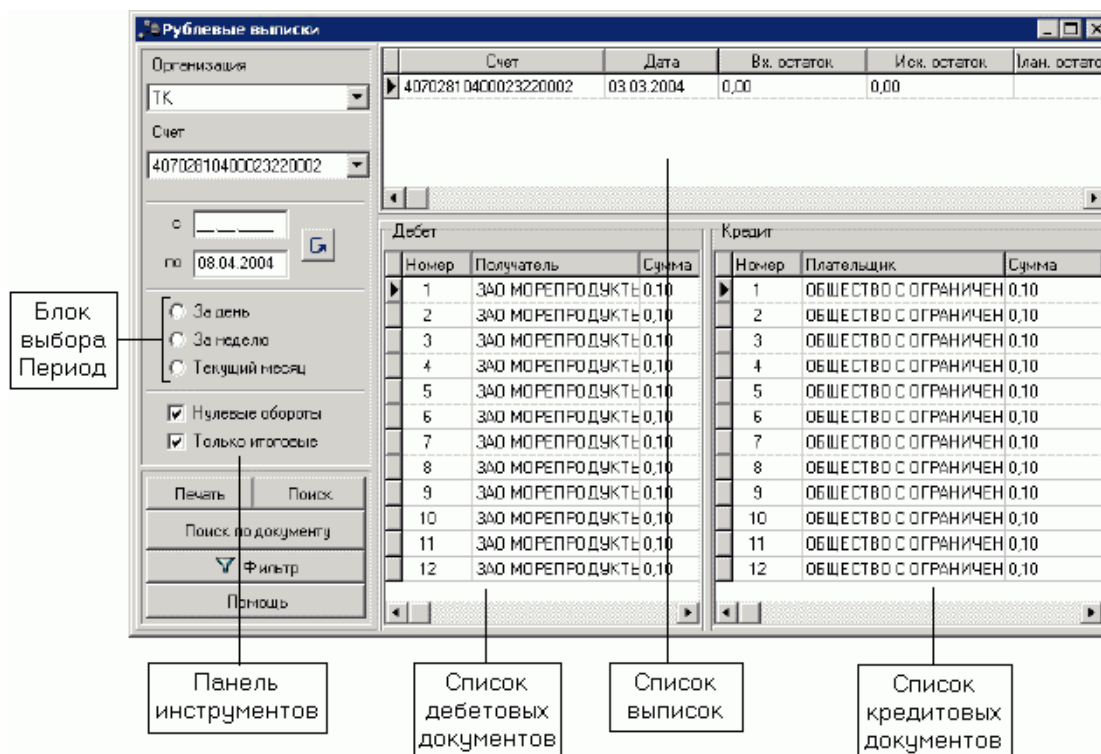 Рублевые выписки
Организация
ТК
Счет
40702810400023220002
с __.__.____
по 08.04.2004
За день
За неделю
Текущий месяц
Нулевые обороты
Только итоговые
Печать Поиск
Поиск по документу
Фильтр
Помощь
Счет Дата Вх. остаток Исх. остаток План. остато
40702810400023220002 03.03.2004 0,00 0,00
Дебет
Номер Получатель Сумма
1 ЗАО МОРЕПРОДУКТЫ 0,10
2 ЗАО МОРЕПРОДУКТЫ 0,10
3 ЗАО МОРЕПРОДУКТЫ 0,10
4 ЗАО МОРЕПРОДУКТЫ 0,10
5 ЗАО МОРЕПРОДУКТЫ 0,10
6 ЗАО МОРЕПРОДУКТЫ 0,10
7 ЗАО МОРЕПРОДУКТЫ 0,10
8 ЗАО МОРЕПРОДУКТЫ 0,10
9 ЗАО МОРЕПРОДУКТЫ 0,10
10 ЗАО МОРЕПРОДУКТЫ 0,10
11 ЗАО МОРЕПРОДУКТЫ 0,10
12 ЗАО МОРЕПРОДУКТЫ 0,10
Кредит
Номер Плательщик Сумма
1 ОБЩЕСТВО С ОГРАНИЧЕН 0,10
2 ОБЩЕСТВО С ОГРАНИЧЕН 0,10
3 ОБЩЕСТВО С ОГРАНИЧЕН 0,10
4 ОБЩЕСТВО С ОГРАНИЧЕН 0,10
5 ОБЩЕСТВО С ОГРАНИЧЕН 0,10
6 ОБЩЕСТВО С ОГРАНИЧЕН 0,10
7 ОБЩЕСТВО С ОГРАНИЧЕН 0,10
8 ОБЩЕСТВО С ОГРАНИЧЕН 0,10
9 ОБЩЕСТВО С ОГРАНИЧЕН 0,10
10 ОБЩЕСТВО С ОГРАНИЧЕН 0,10
11 ОБЩЕСТВО С ОГРАНИЧЕН 0,10
12 ОБЩЕСТВО С ОГРАНИЧЕН 0,10
Блок
выбора
Период
Панель
инструментов
Список
дебетовых
документов
Список
выписок
Список
кредитовых
документов